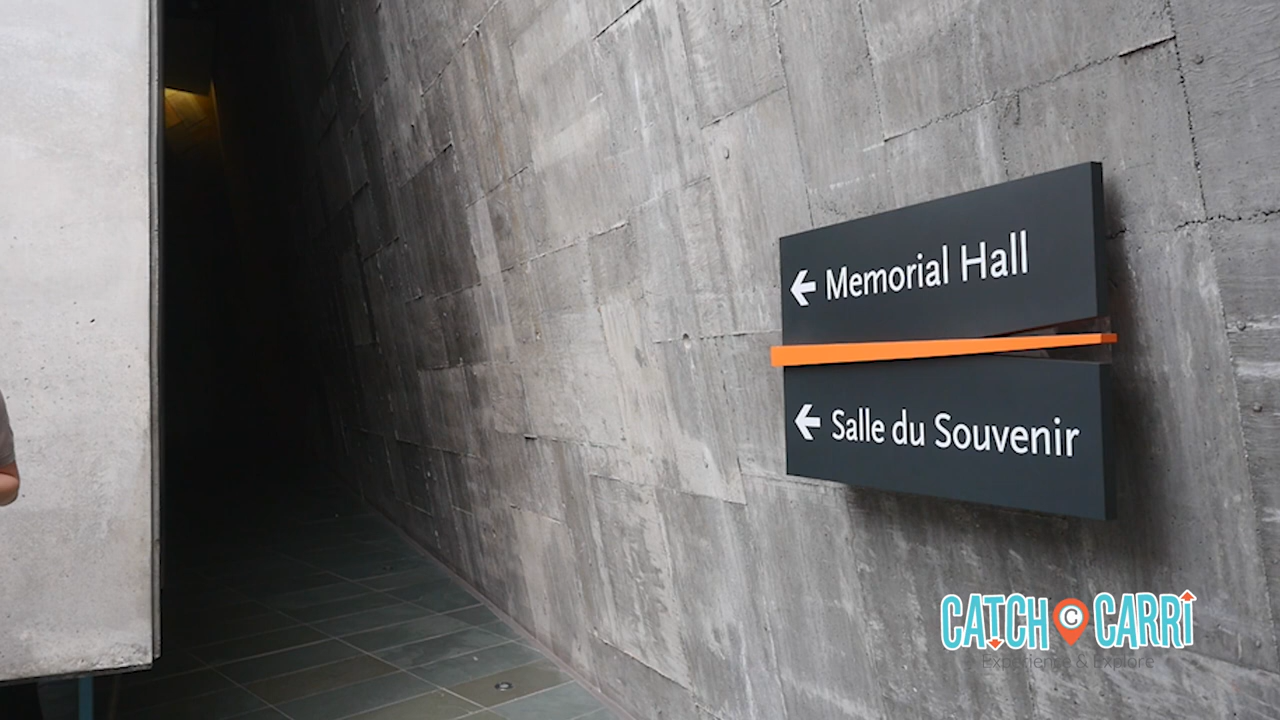 Memorial Hall
Salle du Souvenir
CATCH C CARRI
Experience & Explore